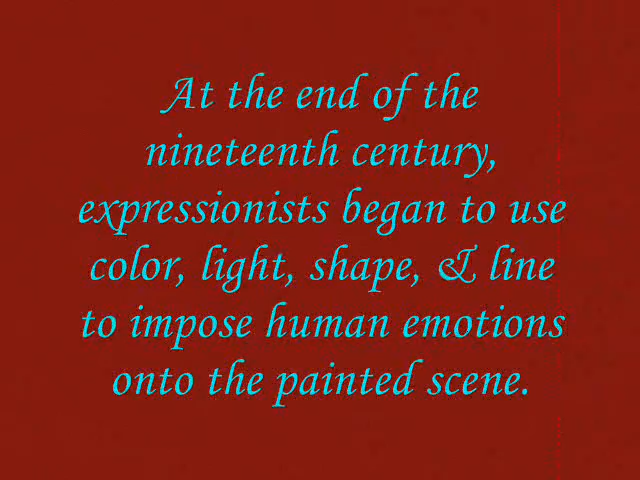 At the end of the
nineteenth century,
expressionists began to use
color, light, shape, & line
to impose human emotions
onto the painted scene.